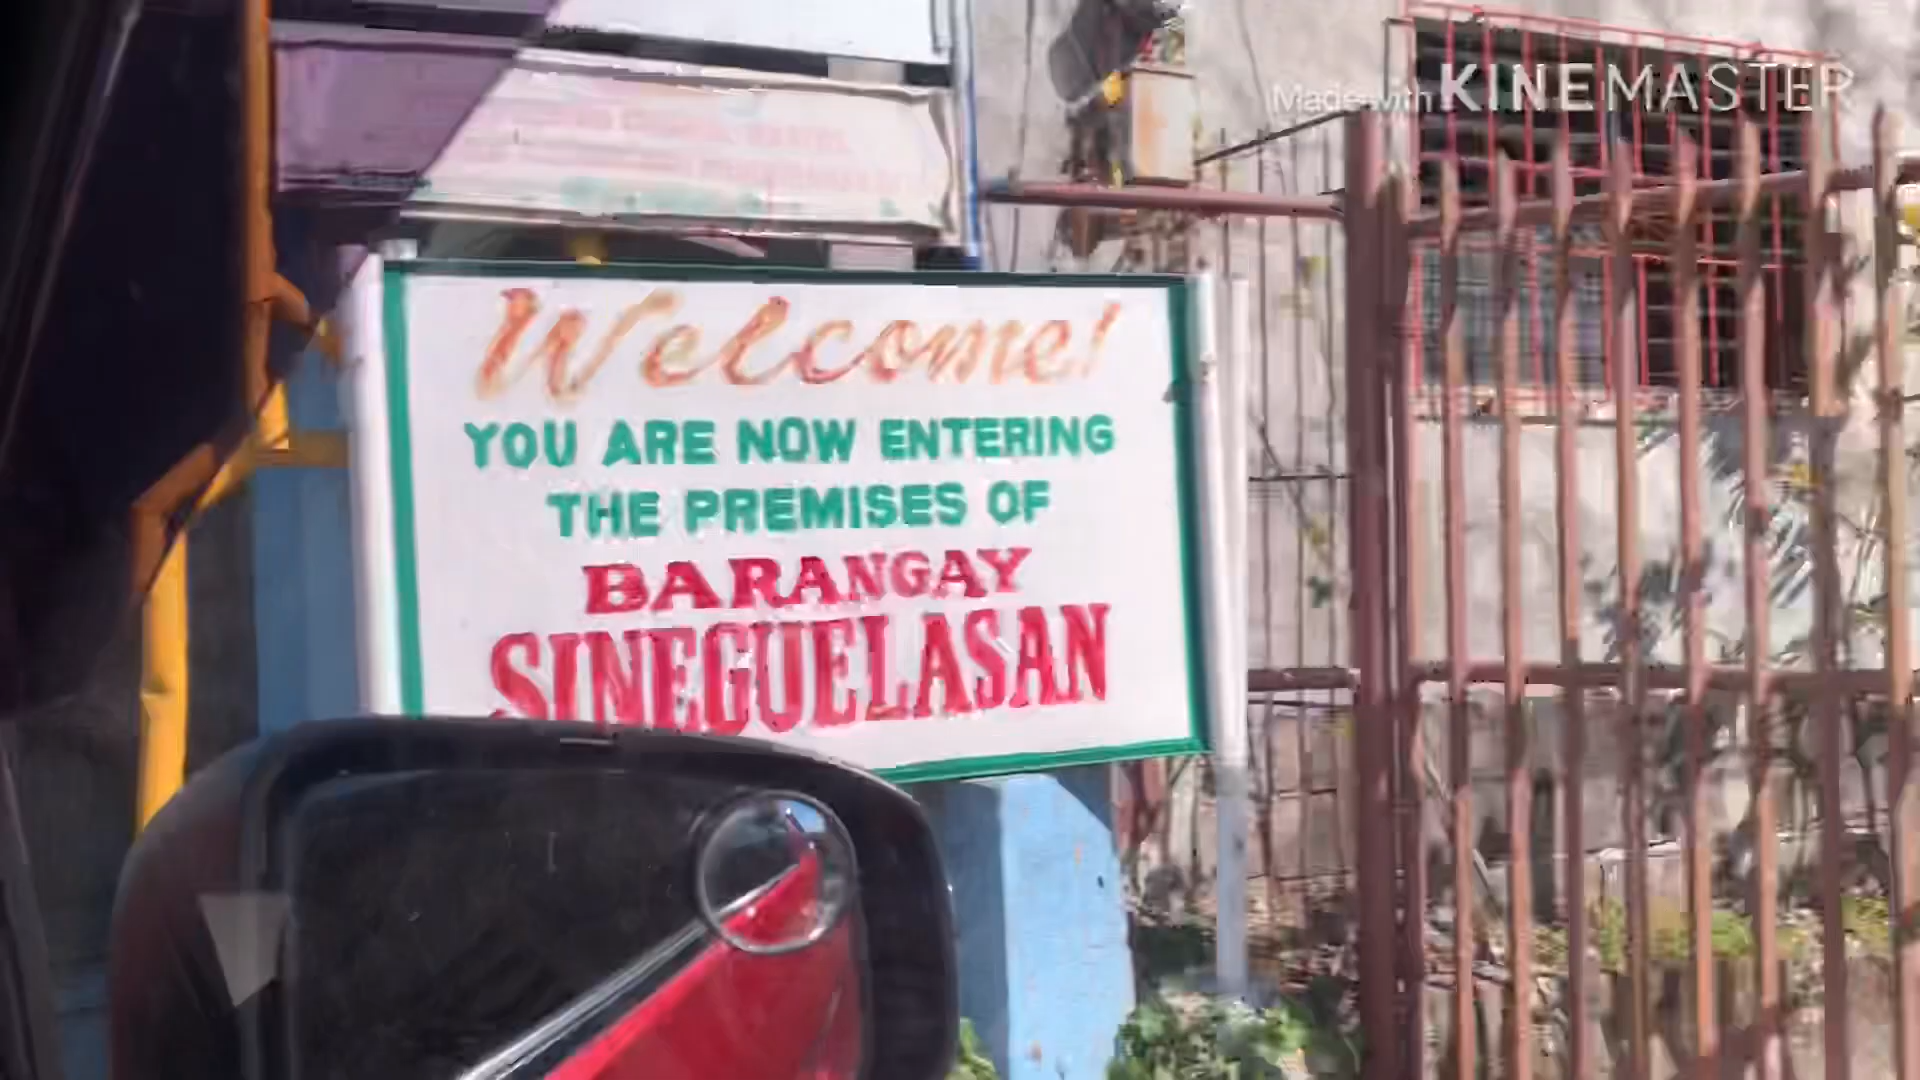 Made with KINEMASTER
Welcome!
YOU ARE NOW ENTERING
THE PREMISES OF
BARANGAY
SINEGUELASAN